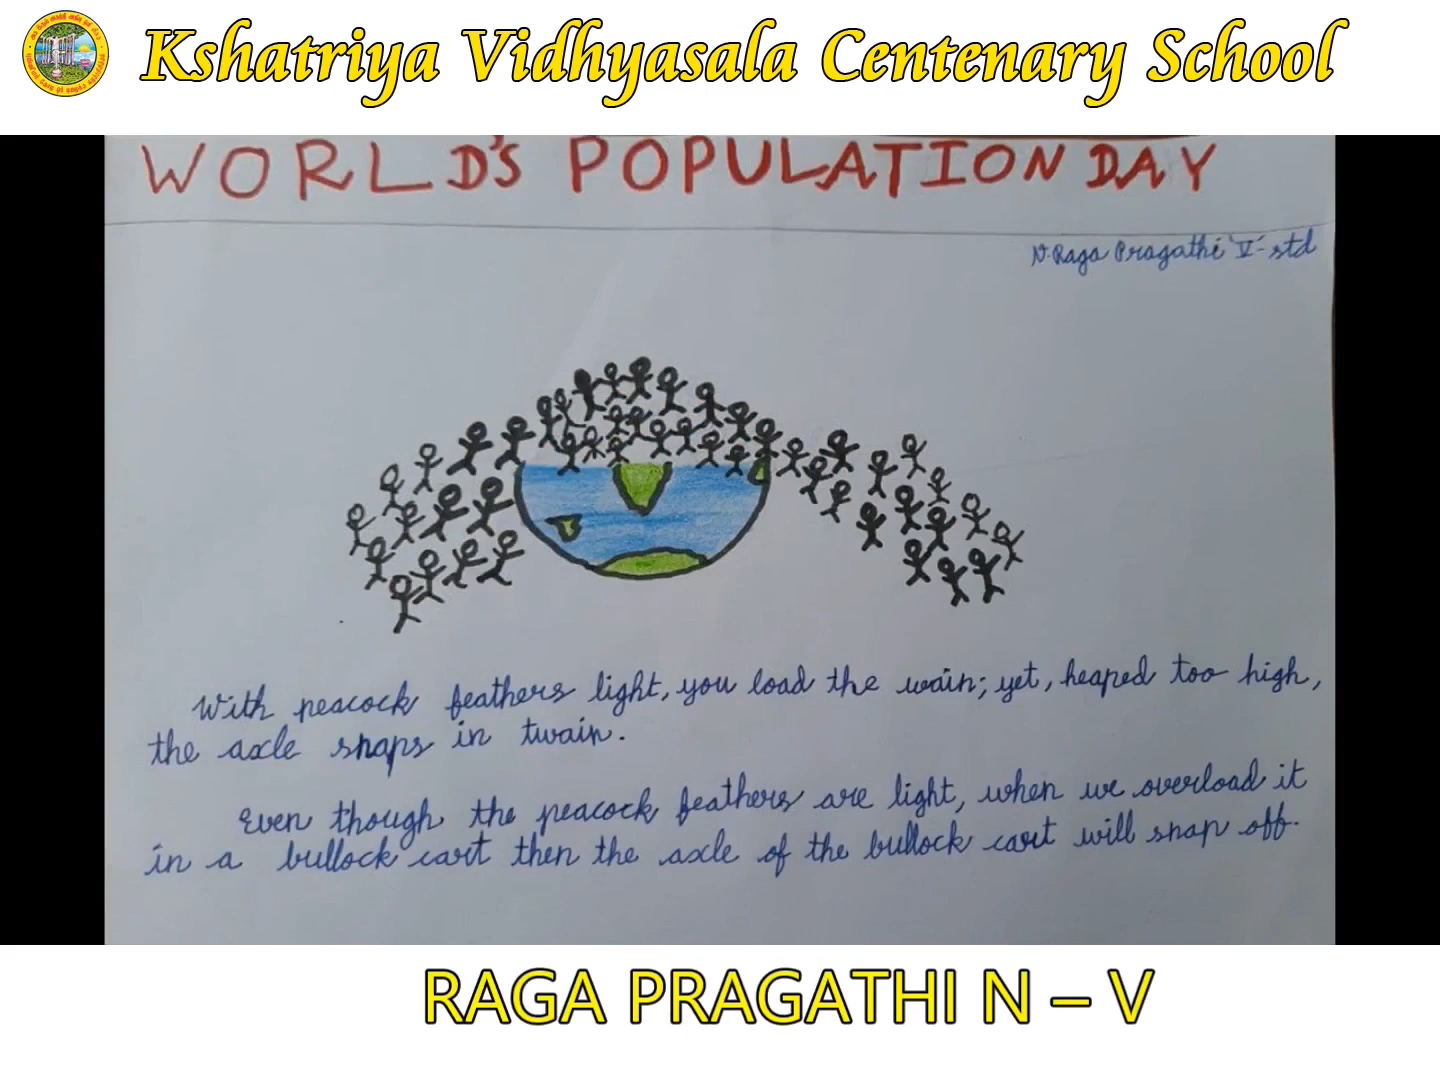 Kshatriya Vidhyasala Centenary School
WORLD'S POPULATION DAY
N. Raga Pragathi 'V'-std
With peacock feathers light, you load the wain; yet, heaped too high,
the axle snaps in twain.
Even though the peacock feathers are light, when we overload it
in a bullock cart then the axle of the bullock cart will snap off.
RAGA PRAGATHI N – V